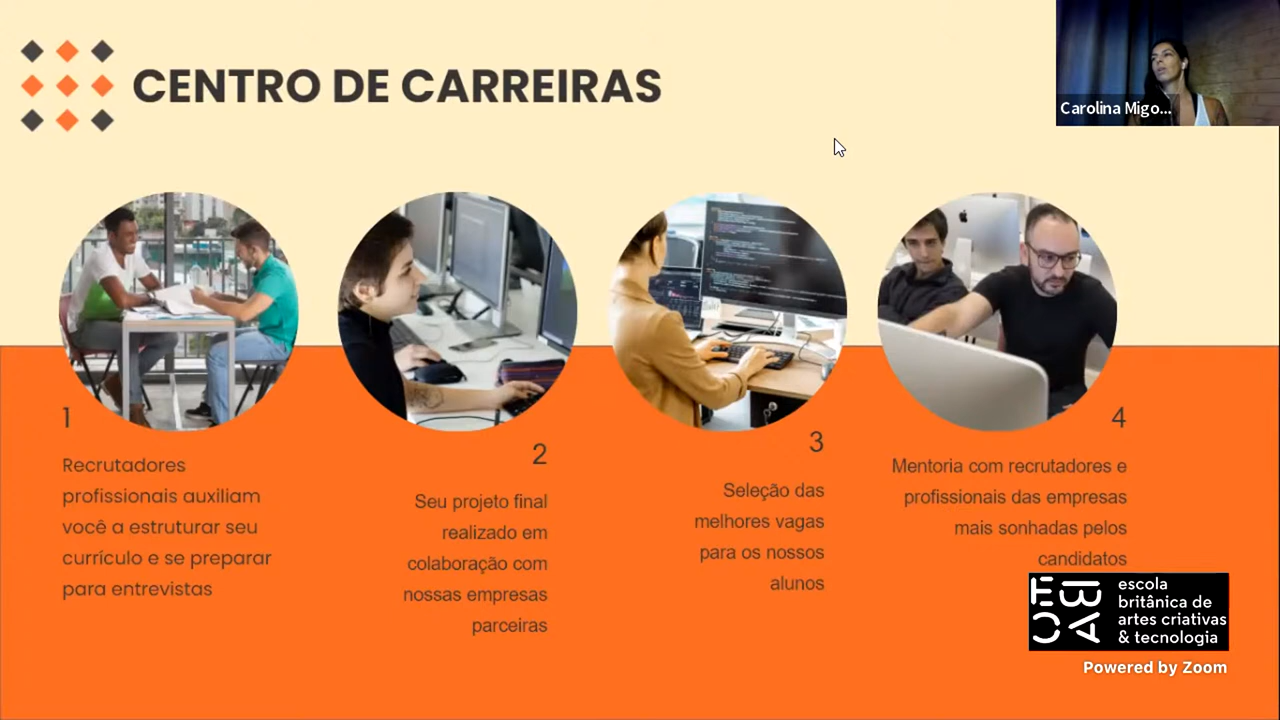 CENTRO DE CARREIRAS
Carolina Migo...
1
Recrutadores
profissionais auxiliam
você a estruturar seu
currículo e se preparar
para entrevistas
2
Seu projeto final
realizado em
colaboração com
nossas empresas
parceiras
3
Seleção das
melhores vagas
para os nossos
alunos
4
Mentoria com recrutadores e
profissionais das empresas
mais sonhadas pelos
candidatos
EBAC
escola
britânica de
artes criativas
& tecnologia
Powered by Zoom